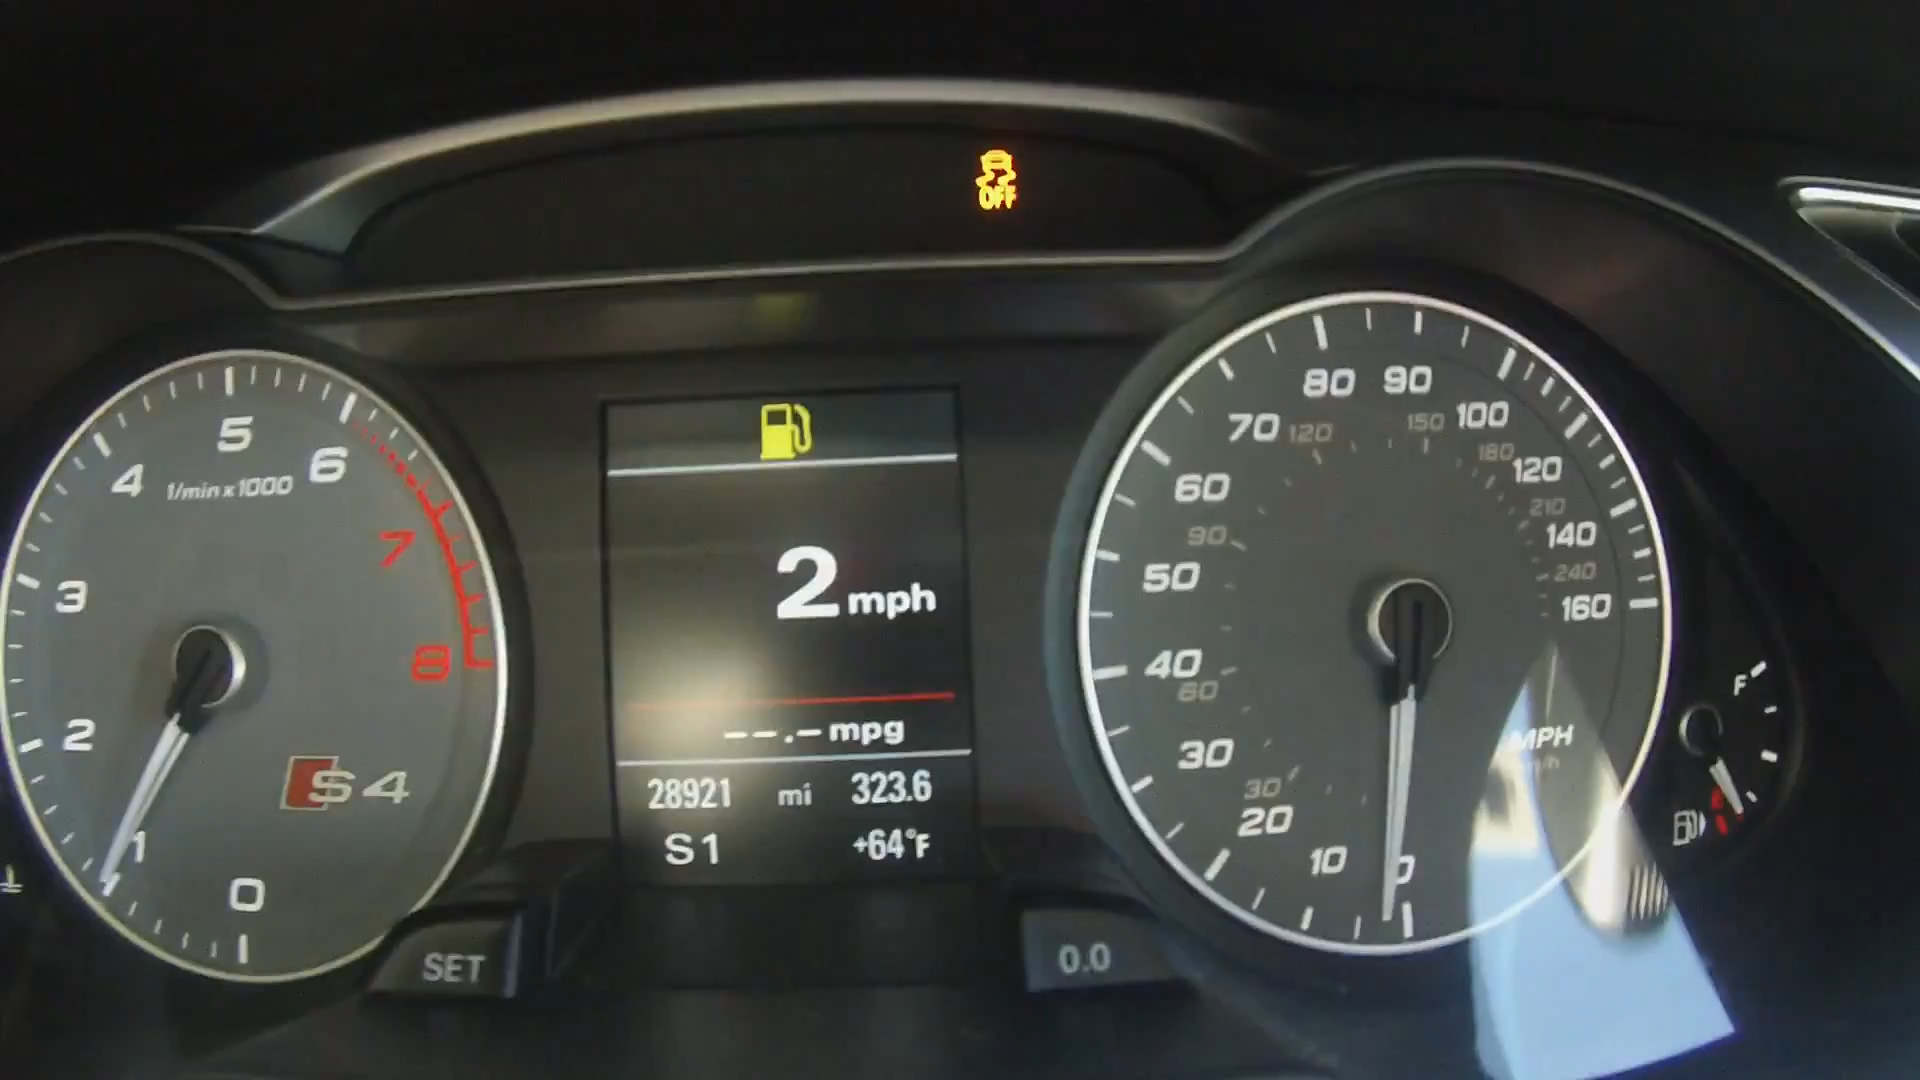 OFF
5
1/min x 1000
4
6
3
7
2
8
S4
1
0
SET
2 mph
--.- mpg
28921 mi 323.6
S1 +64°F
0.0
80 90
70 120 150 100
180 120
60
210
90 140
50 240
160
40
60
30
MPH
30
20
10
0
F